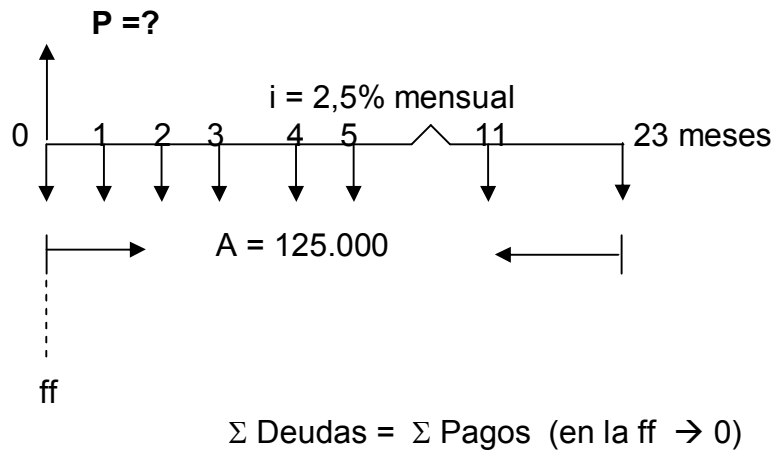 P =?
i = 2,5% mensual
0 1 2 3 4 5 11 23 meses
A = 125.000
ff
Σ Deudas = Σ Pagos (en la ff → 0)